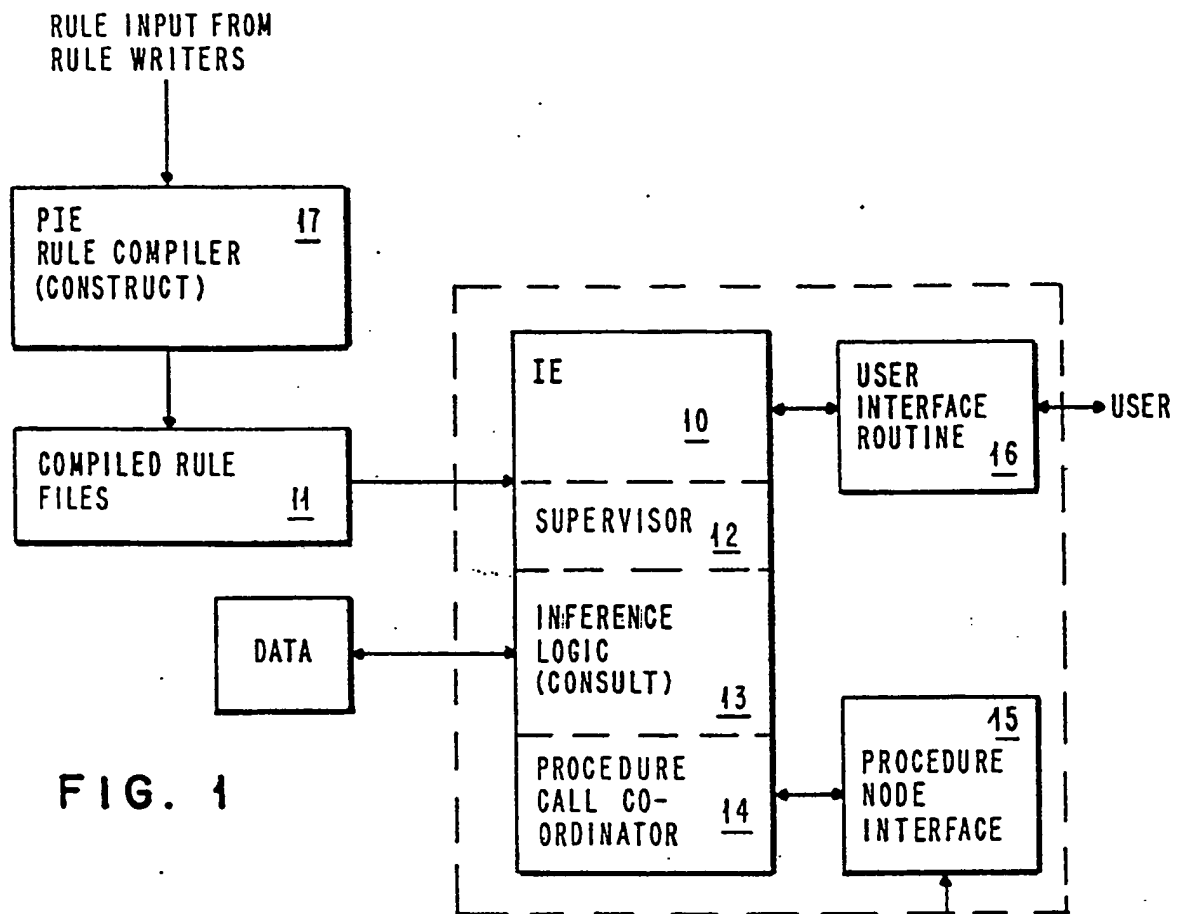 RULE INPUT FROM
RULE WRITERS
PIE 17
RULE COMPILER
(CONSTRUCT)
COMPILED RULE
FILES 11
IE
10
SUPERVISOR 12
INFERENCE
LOGIC
(CONSULT)
13
PROCEDURE
CALL CO-
ORDINATOR 14
USER
INTERFACE
ROUTINE
16
USER
DATA
15
PROCEDURE
NODE
INTERFACE
FIG. 1